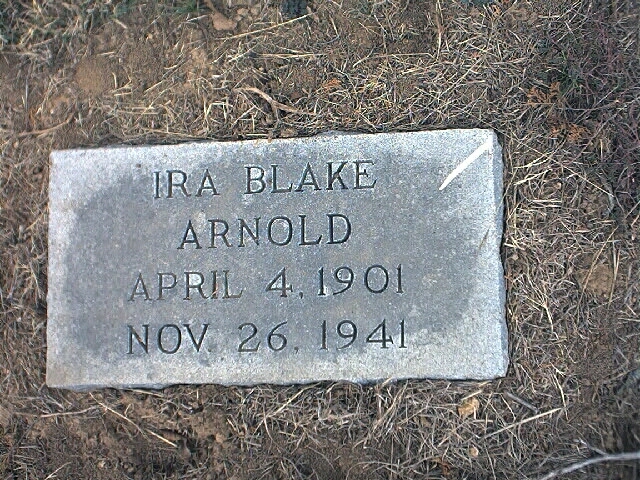 IRA BLAKE
ARNOLD
APRIL 4, 1901
NOV. 26, 1941